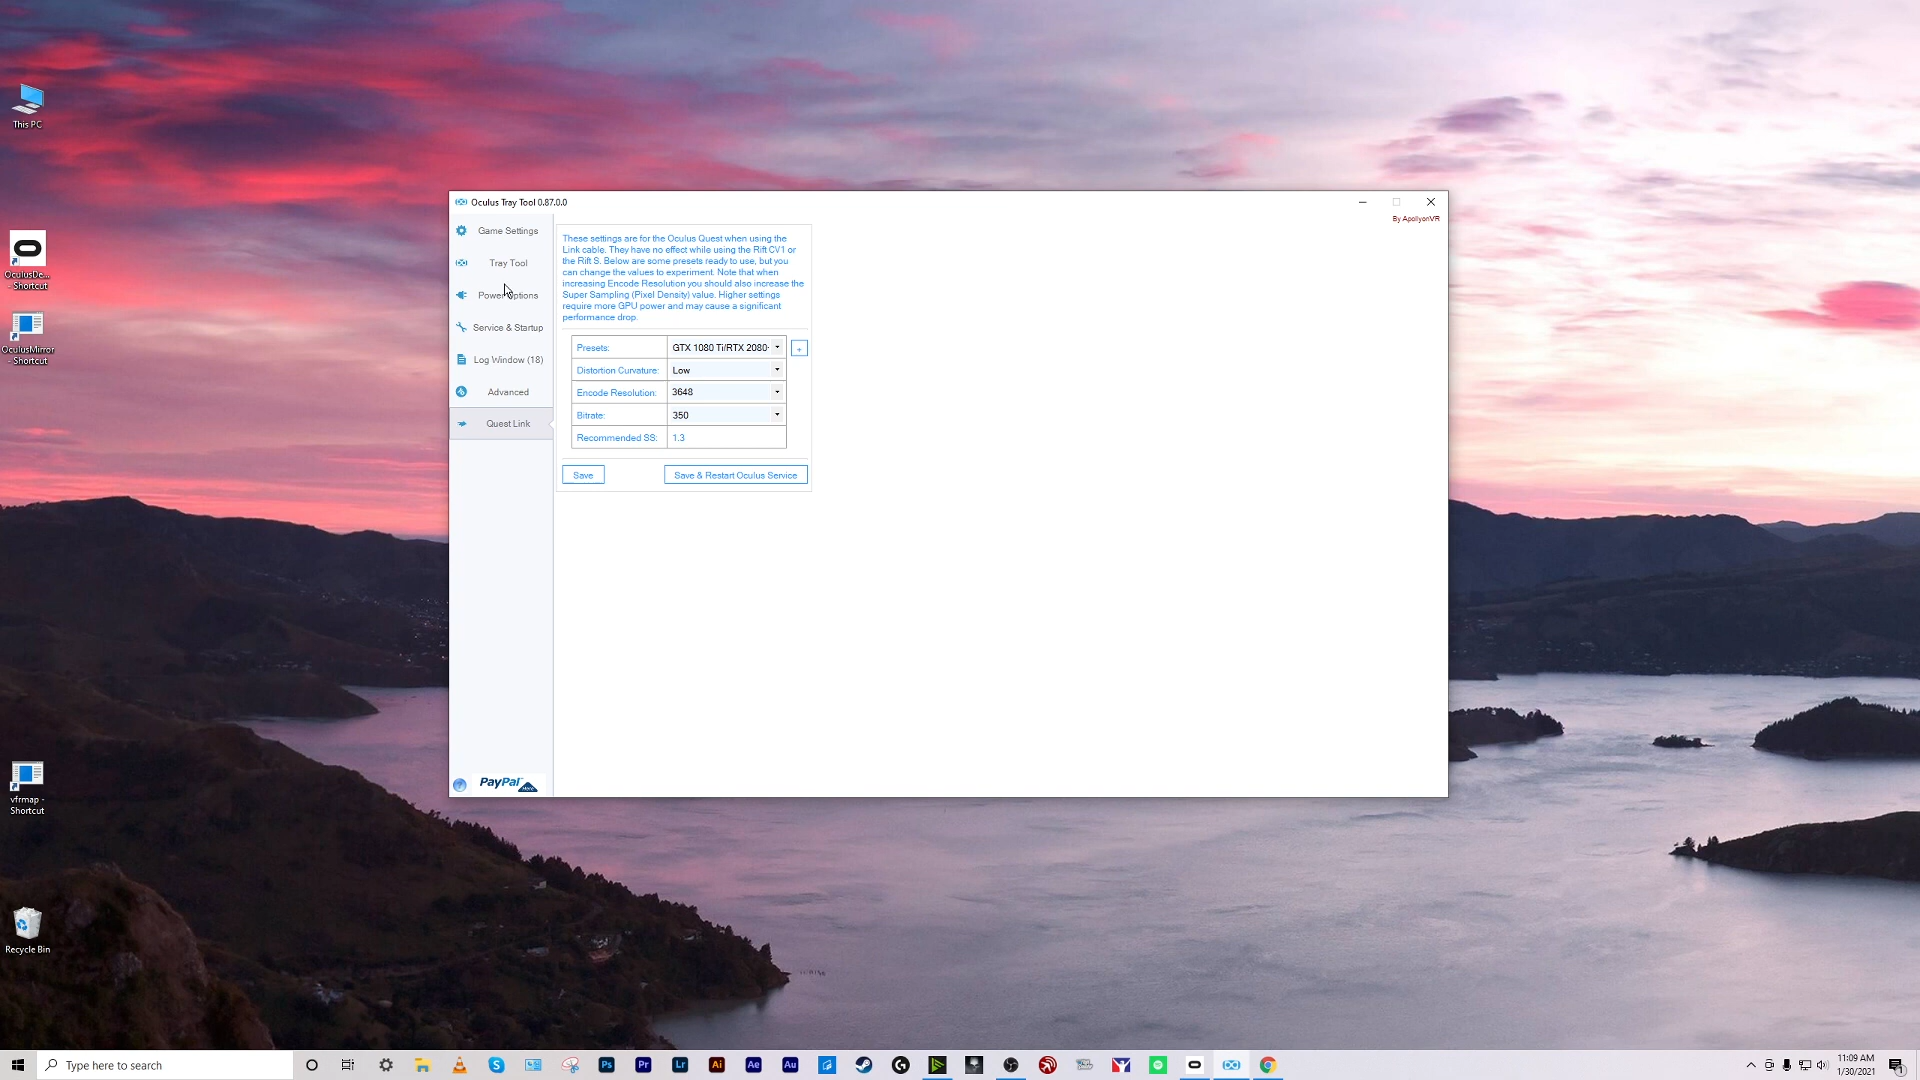 This PC
OculusDe...
- Shortcut
OculusMirror
- Shortcut
vfrmap -
Shortcut
Recycle Bin
Oculus Tray Tool 0.87.0.0
By ApollyonVR
Game Settings
Tray Tool
Power Options
Service & Startup
Log Window (18)
Advanced
Quest Link
PayPal
These settings are for the Oculus Quest when using the
Link cable. They have no effect while using the Rift CV1 or
the Rift S. Below are some presets ready to use, but you
can change the values to experiment. Note that when
increasing Encode Resolution you should also increase the
Super Sampling (Pixel Density) value. Higher settings
require more GPU power and may cause a significant
performance drop.
Presets: GTX 1080 Ti/RTX 2080- +
Distortion Curvature: Low
Encode Resolution: 3648
Bitrate: 350
Recommended SS: 1.3
Save Save & Restart Oculus Service
Type here to search
Ps Pr Lr Ai Ae Au
11:09 AM
1/30/2021